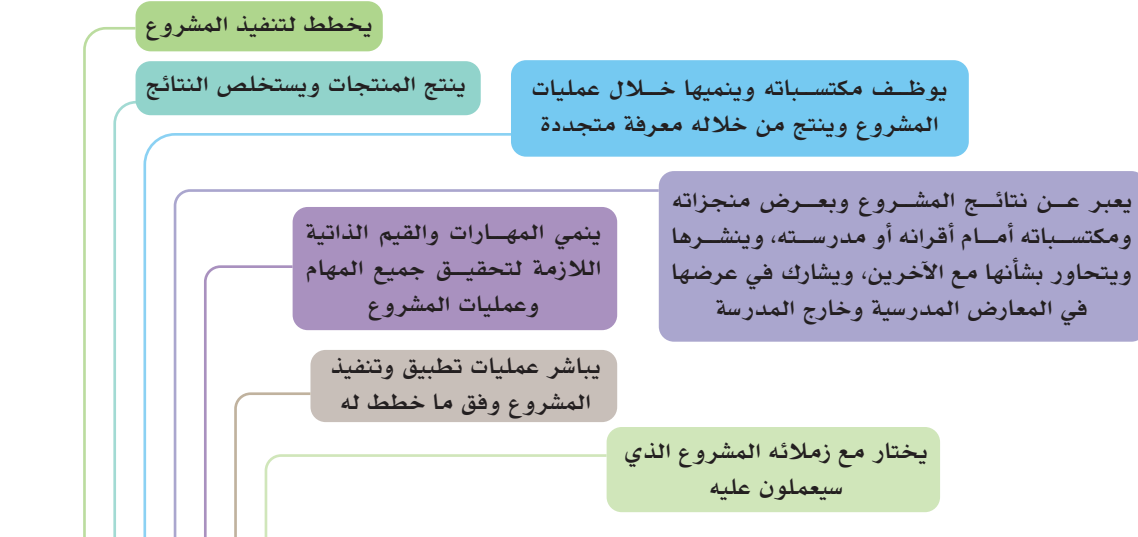 يخطط لتنفيذ المشروع
ينتج المنتجات ويستخلص النتائج
يوظف مكتسباته وينميها خلال عمليات
المشروع وينتج من خلاله معرفة متجددة
يعبر عن نتائج المشروع وبعرض منجزاته
ومكتسباته أمام أقرانه أو مدرسته، وينشرها
ويتحاور بشأنها مع الآخرين، ويشارك في عرضها
في المعارض المدرسية وخارج المدرسة
ينمي المهارات والقيم الذاتية
اللازمة لتحقيق جميع المهام
وعمليات المشروع
يباشر عمليات تطبيق وتنفيذ
المشروع وفق ما خطط له
يختار مع زملائه المشروع الذي
سيعملون عليه